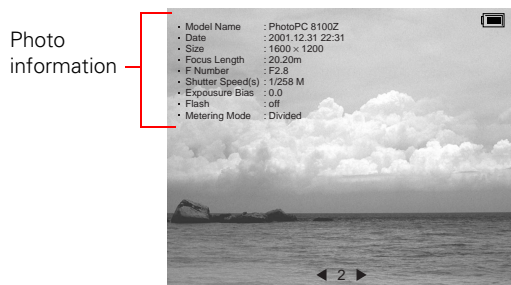 Photo
information
· Model Name : PhotoPC 8100Z
· Date : 2001.12.31 22:31
· Size : 1600 × 1200
· Focus Length : 20.20m
· F Number : F2.8
· Shutter Speed(s) : 1/258 M
· Expousure Bias : 0.0
· Flash : off
· Metering Mode : Divided
2